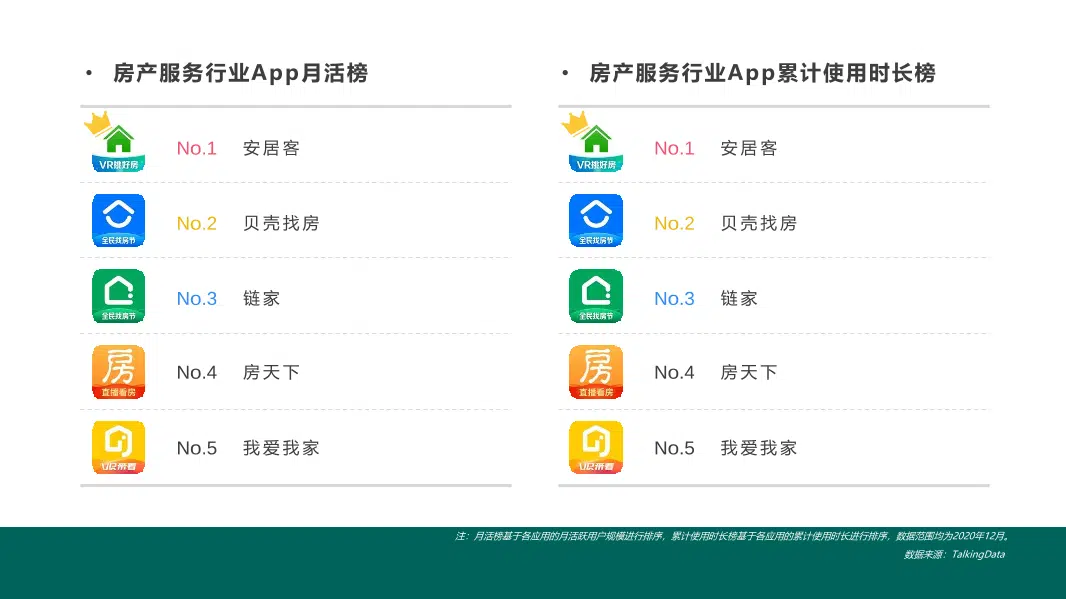 • 房产服务行业App月活榜
VR挑好房
No.1 安居客
No.2 贝壳找房
全民找房节
No.3 链家
全民找房节
房
No.4 房天下
直播看房
No.5 我爱我家
VR带看
• 房产服务行业App累计使用时长榜
No.1 安居客
VR挑好房
No.2 贝壳找房
全民找房节
No.3 链家
全民找房节
房
No.4 房天下
直播看房
No.5 我爱我家
VR带看
注：月活榜基于各应用的月活跃用户规模进行排序，累计使用时长榜基于各应用的累计使用时长进行排序，数据范围均为2020年12月。
数据来源：TalkingData